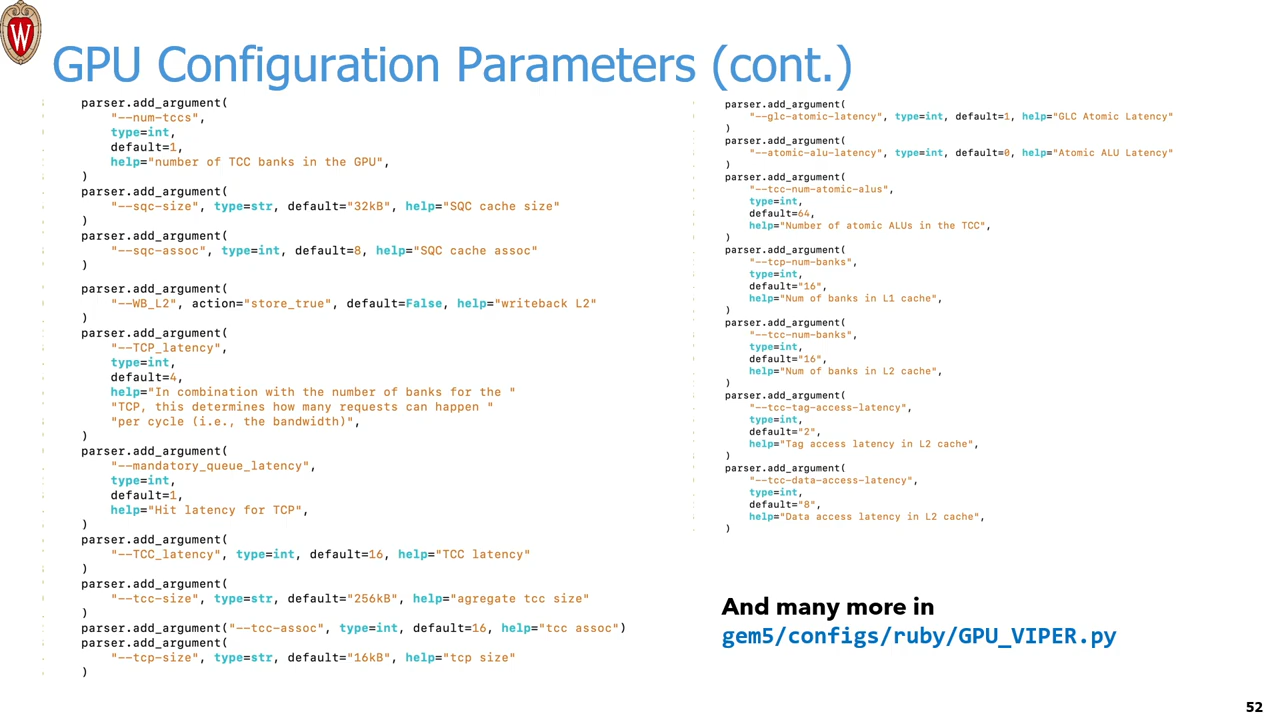 W
GPU Configuration Parameters (cont.)
parser.add_argument(
"--num-tccs",
type=int,
default=1,
help="number of TCC banks in the GPU",
)
parser.add_argument(
"--sqc-size", type=str, default="32kB", help="SQC cache size"
)
parser.add_argument(
"--sqc-assoc", type=int, default=8, help="SQC cache assoc"
)
parser.add_argument(
"--WB_L2", action="store_true", default=False, help="writeback L2"
)
parser.add_argument(
"--TCP_latency",
type=int,
default=4,
help="In combination with the number of banks for the "
"TCP, this determines how many requests can happen "
"per cycle (i.e., the bandwidth)",
)
parser.add_argument(
"--mandatory_queue_latency",
type=int,
default=1,
help="Hit latency for TCP",
)
parser.add_argument(
"--TCC_latency", type=int, default=16, help="TCC latency"
)
parser.add_argument(
"--tcc-size", type=str, default="256kB", help="agregate tcc size"
)
parser.add_argument("--tcc-assoc", type=int, default=16, help="tcc assoc")
parser.add_argument(
"--tcp-size", type=str, default="16kB", help="tcp size"
)
parser.add_argument(
"--glc-atomic-latency", type=int, default=1, help="GLC Atomic Latency"
)
parser.add_argument(
"--atomic-alu-latency", type=int, default=0, help="Atomic ALU Latency"
)
parser.add_argument(
"--tcc-num-atomic-alus",
type=int,
default=64,
help="Number of atomic ALUs in the TCC",
)
parser.add_argument(
"--tcp-num-banks",
type=int,
default="16",
help="Num of banks in L1 cache",
)
parser.add_argument(
"--tcc-num-banks",
type=int,
default="16",
help="Num of banks in L2 cache",
)
parser.add_argument(
"--tcc-tag-access-latency",
type=int,
default="2",
help="Tag access latency in L2 cache",
)
parser.add_argument(
"--tcc-data-access-latency",
type=int,
default="8",
help="Data access latency in L2 cache",
)
And many more in
gem5/configs/ruby/GPU_VIPER.py
52